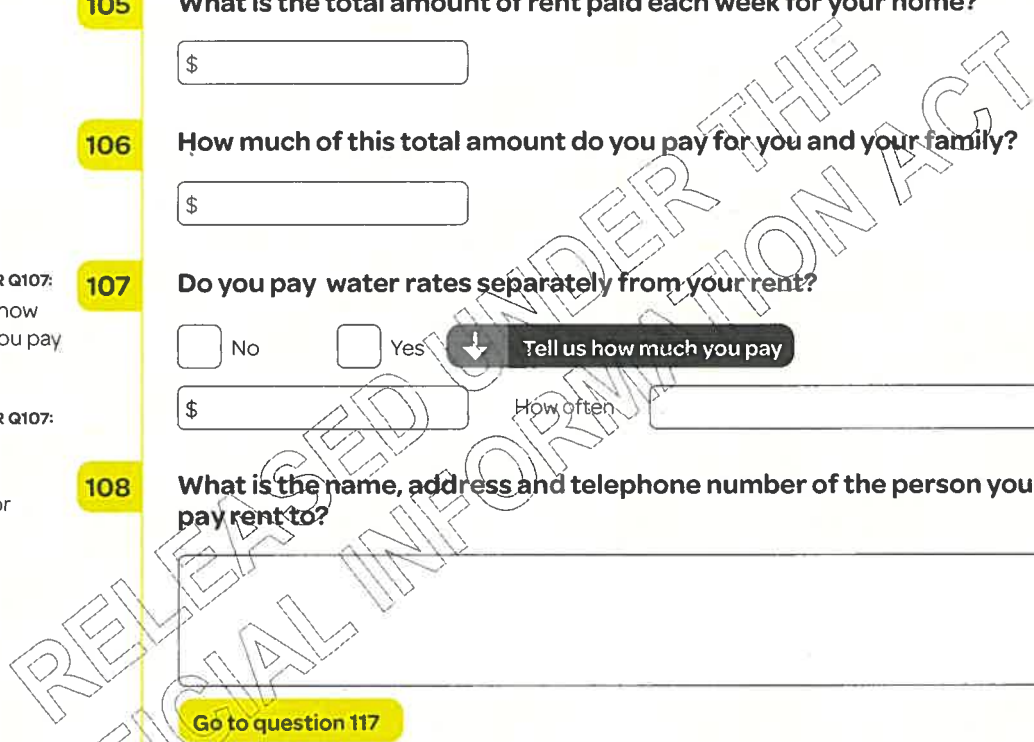 105 What is the total amount of rent paid each week for your home?
$
106 How much of this total amount do you pay for you and your family?
$
R Q107:
107 Do you pay water rates separately from your rent?
how
ou pay
No Yes Tell us how much you pay
$ How often
R Q107:
108 What is the name, address and telephone number of the person you
or
pay rent to?
Go to question 117
RELEASED UNDER THE
ICIAL INFORMATION ACT